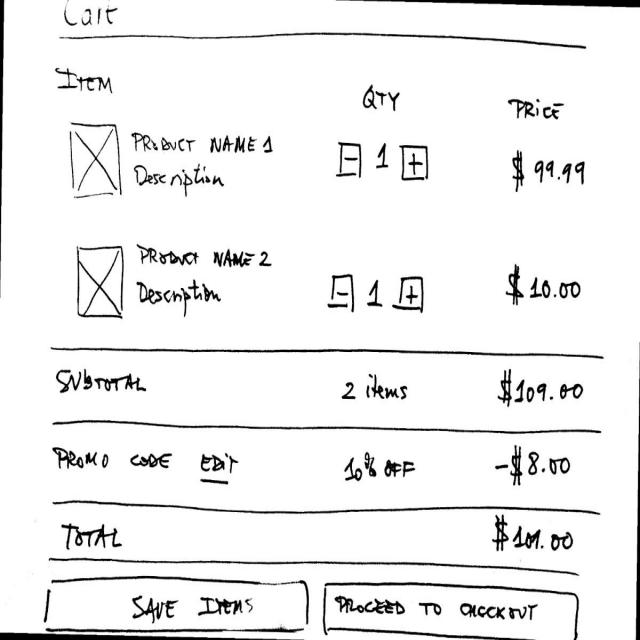 Cart
ITEM QTY PRICE
PRODUCT NAME 1
Description
- 1 +
$ 99.99
PRODUCT NAME 2
Description
- 1 +
$ 10.00
SUBTOTAL 2 items $109.00
PROMO CODE EDIT 10% OFF -$8.00
TOTAL $101.00
SAVE ITEMS PROCEED TO CHECKOUT